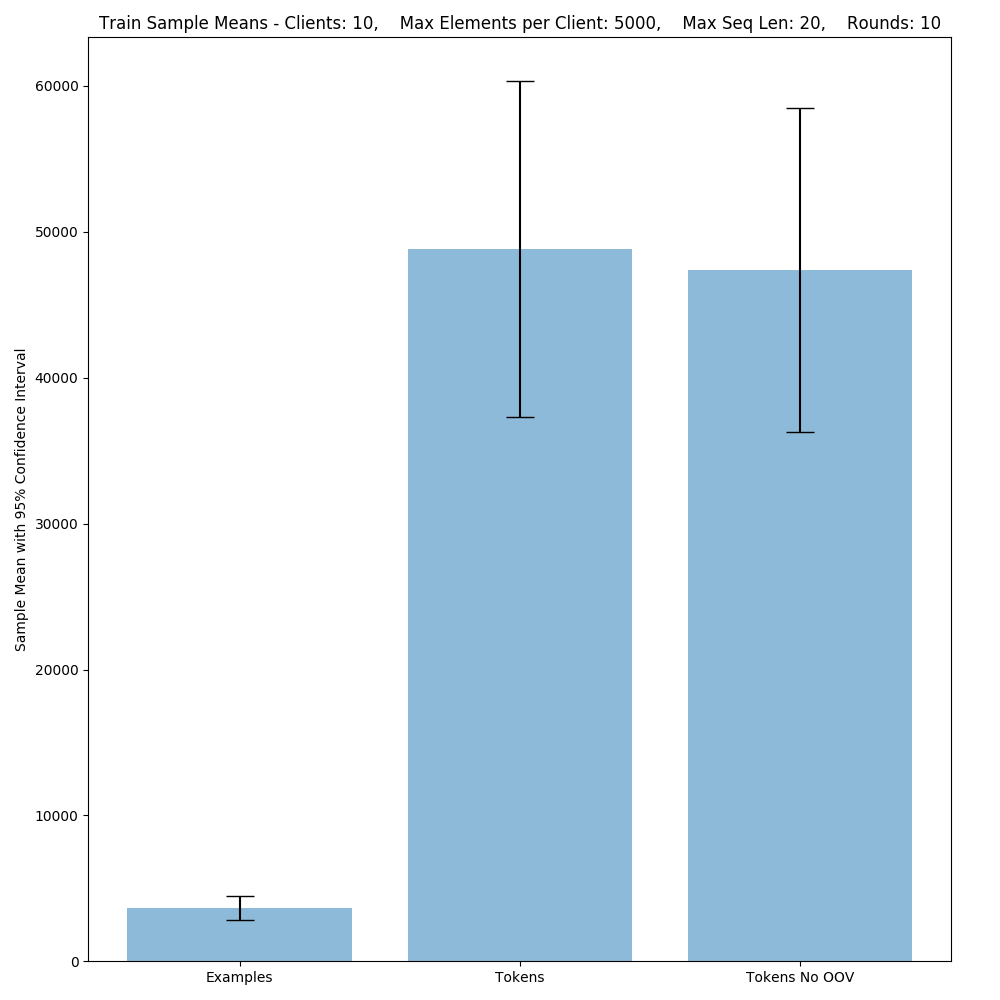 Train Sample Means - Clients: 10,    Max Elements per Client: 5000,    Max Seq Len: 20,    Rounds: 10
Sample Mean with 95% Confidence Interval
60000
50000
40000
30000
20000
10000
0
Examples
Tokens
Tokens No OOV